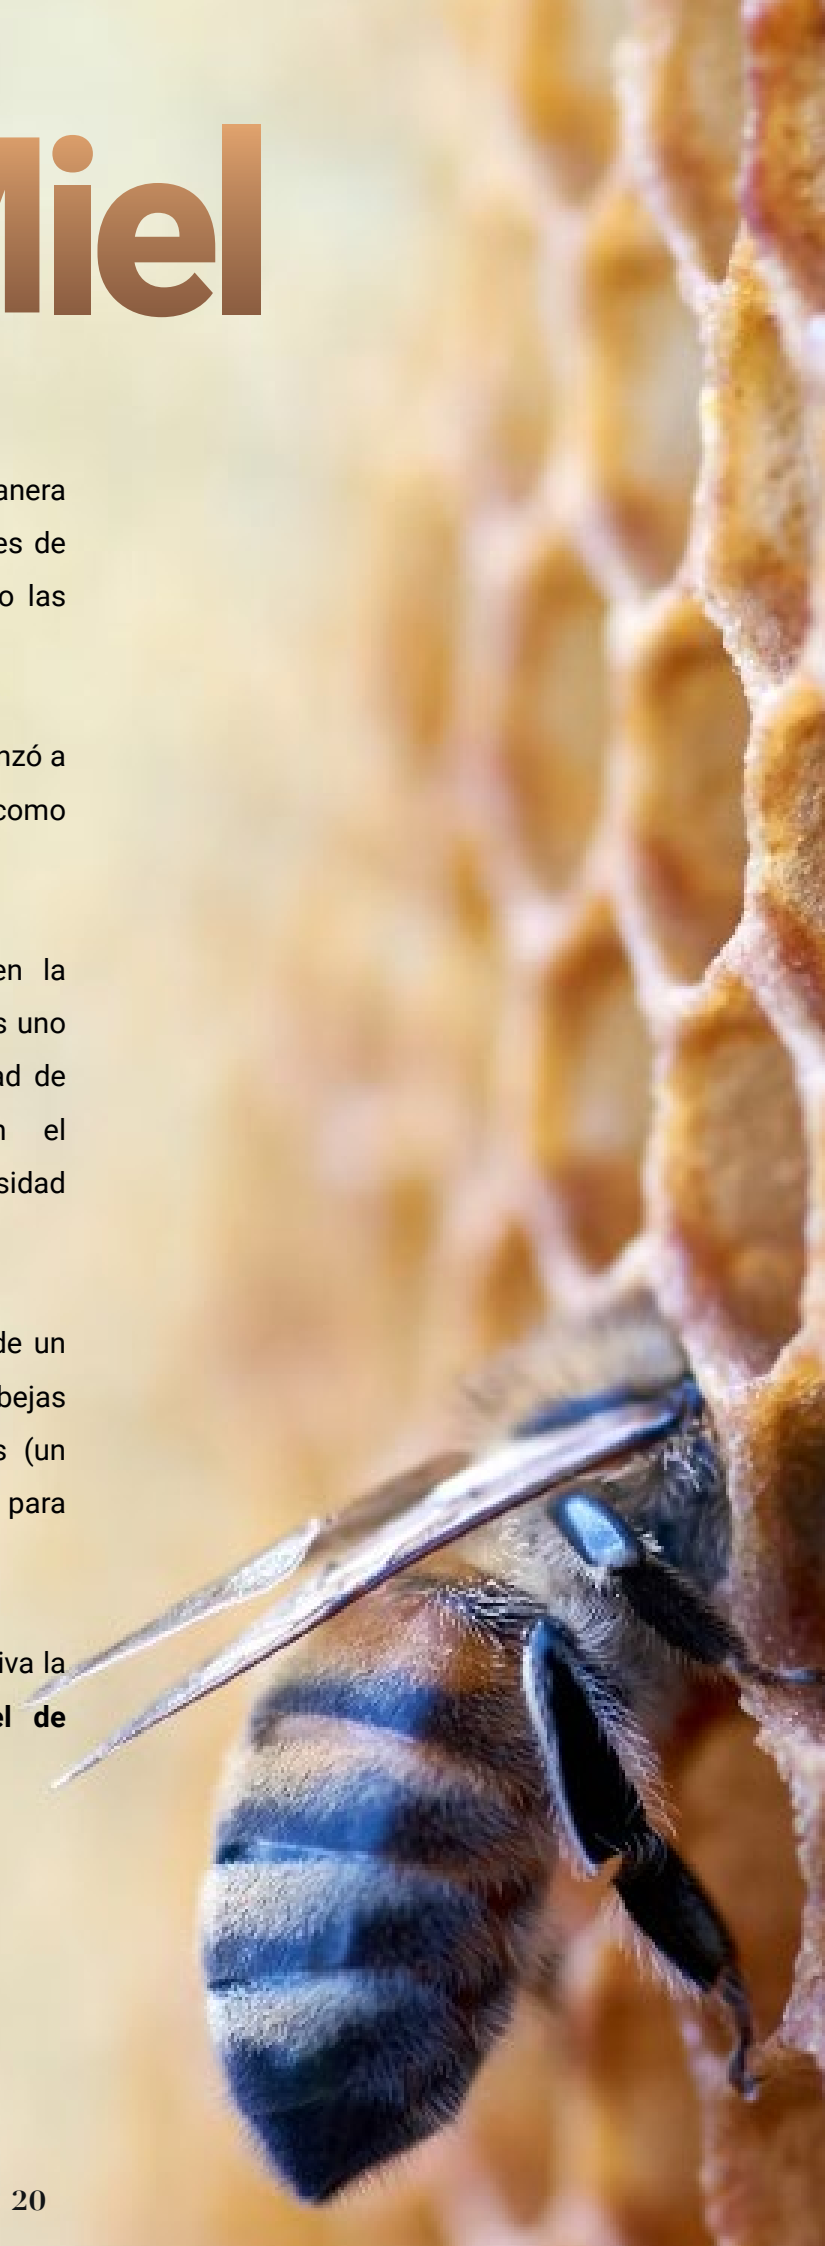 Miel
anera
es de
o las
nzó a
como
en la
s uno
ad de
n el
sidad
de un
bejas
s (un
para
iva la
el de
20